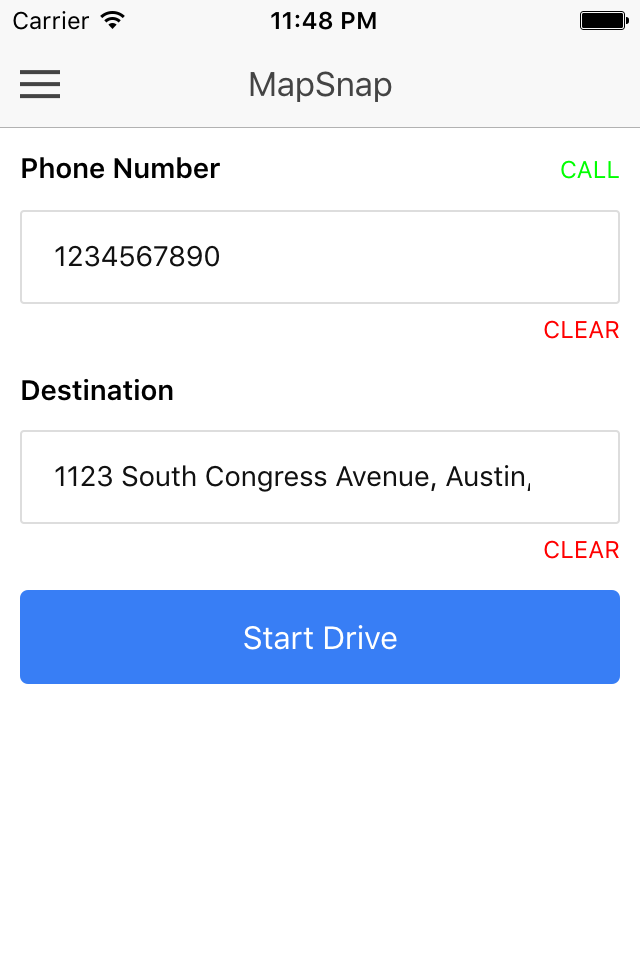 Carrier 11:48 PM
MapSnap
Phone Number CALL
1234567890
CLEAR
Destination
1123 South Congress Avenue, Austin,
CLEAR
Start Drive